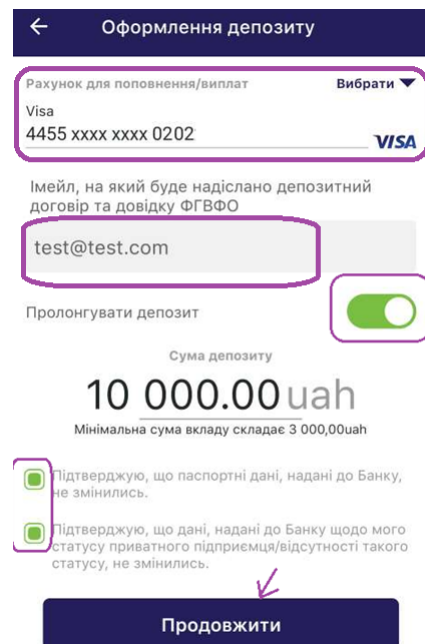 Оформлення депозиту
Рахунок для поповнення/виплат Вибрати
Visa
4455 xxxx xxxx 0202
VISA
Імейл, на який буде надіслано депозитний
договір та довідку ФГВФО
test@test.com
Пролонгувати депозит
Сума депозиту
10 000.00 uah
Мінімальна сума вкладу складає 3 000,00uah
Підтверджую, що паспортні дані, надані до Банку,
не змінились.
Підтверджую, що дані, надані до Банку щодо мого
статусу приватного підприємця/відсутності такого
статусу, не змінились.
Продовжити